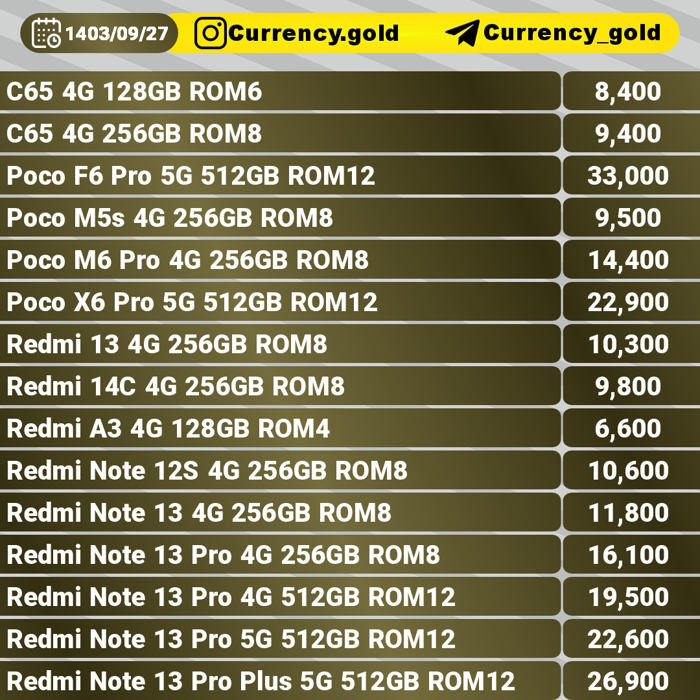 1403/09/27 Currency.gold Currency_gold
C65 4G 128GB ROM6 8,400
C65 4G 256GB ROM8 9,400
Poco F6 Pro 5G 512GB ROM12 33,000
Poco M5s 4G 256GB ROM8 9,500
Poco M6 Pro 4G 256GB ROM8 14,400
Poco X6 Pro 5G 512GB ROM12 22,900
Redmi 13 4G 256GB ROM8 10,300
Redmi 14C 4G 256GB ROM8 9,800
Redmi A3 4G 128GB ROM4 6,600
Redmi Note 12S 4G 256GB ROM8 10,600
Redmi Note 13 4G 256GB ROM8 11,800
Redmi Note 13 Pro 4G 256GB ROM8 16,100
Redmi Note 13 Pro 4G 512GB ROM12 19,500
Redmi Note 13 Pro 5G 512GB ROM12 22,600
Redmi Note 13 Pro Plus 5G 512GB ROM12 26,900